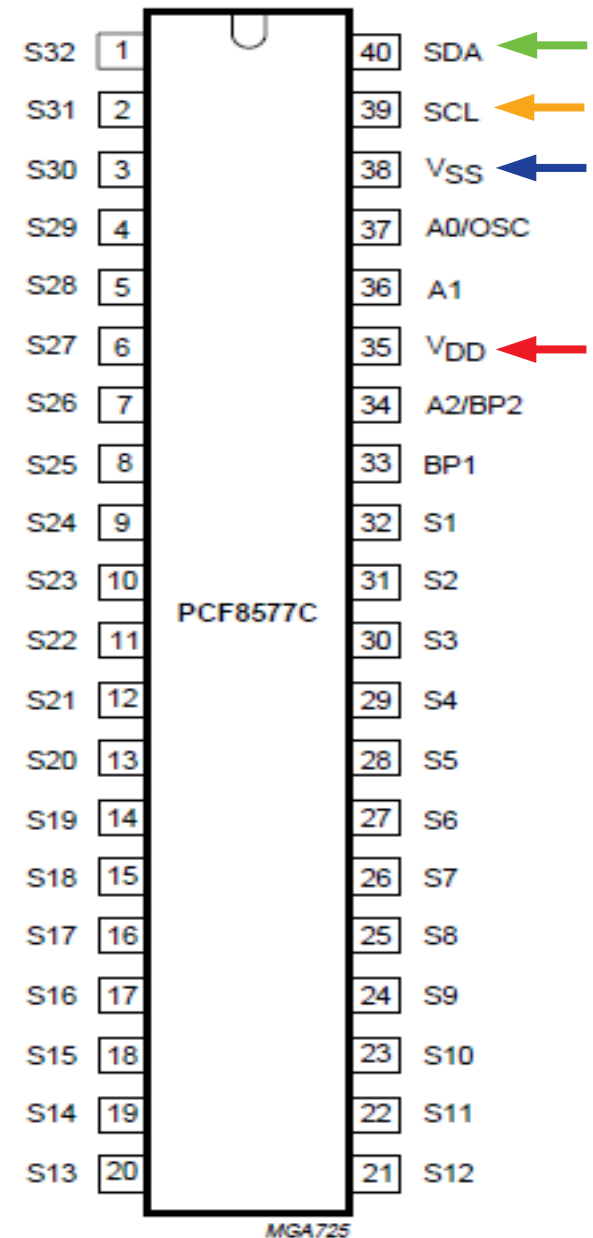 S32 1 40 SDA
S31 2 39 SCL
S30 3 38 VSS
S29 4 37 A0/OSC
S28 5 36 A1
S27 6 35 VDD
S26 7 34 A2/BP2
S25 8 33 BP1
S24 9 32 S1
S23 10 31 S2
PCF8577C
S22 11 30 S3
S21 12 29 S4
S20 13 28 S5
S19 14 27 S6
S18 15 26 S7
S17 16 25 S8
S16 17 24 S9
S15 18 23 S10
S14 19 22 S11
S13 20 21 S12
MGA725